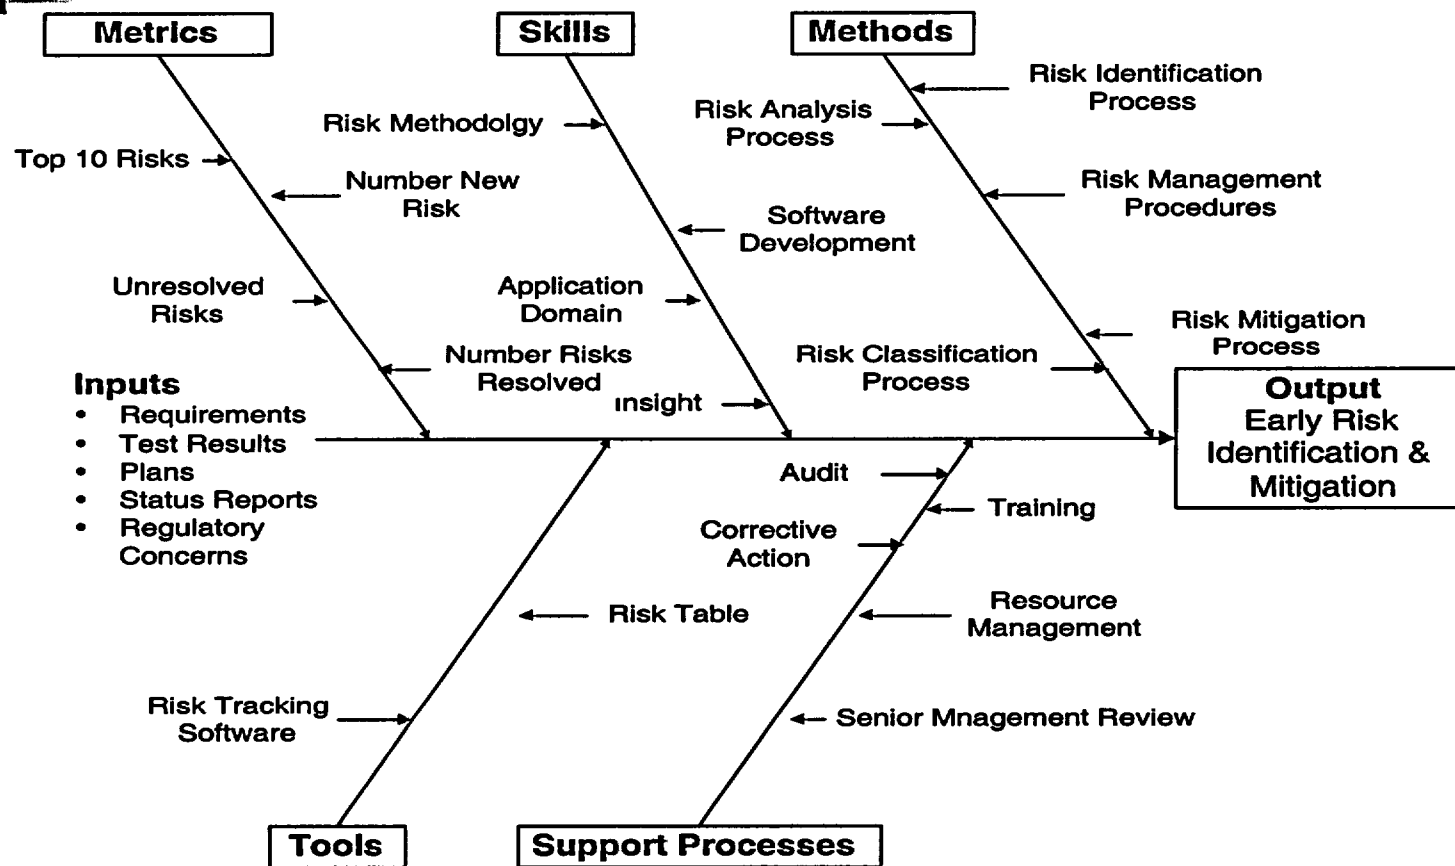 Metrics
Skills
Methods
Risk Identification
Process
Risk Analysis
Process
Risk Methodolgy
Top 10 Risks
Number New
Risk
Risk Management
Procedures
Software
Development
Unresolved
Risks
Application
Domain
Risk Mitigation
Process
Number Risks
Resolved
Risk Classification
Process
Insight
Inputs
• Requirements
• Test Results
• Plans
• Status Reports
• Regulatory
Concerns
Output
Early Risk
Identification &
Mitigation
Audit
Training
Corrective
Action
Risk Table
Resource
Management
Risk Tracking
Software
Senior Mnagement Review
Tools
Support Processes